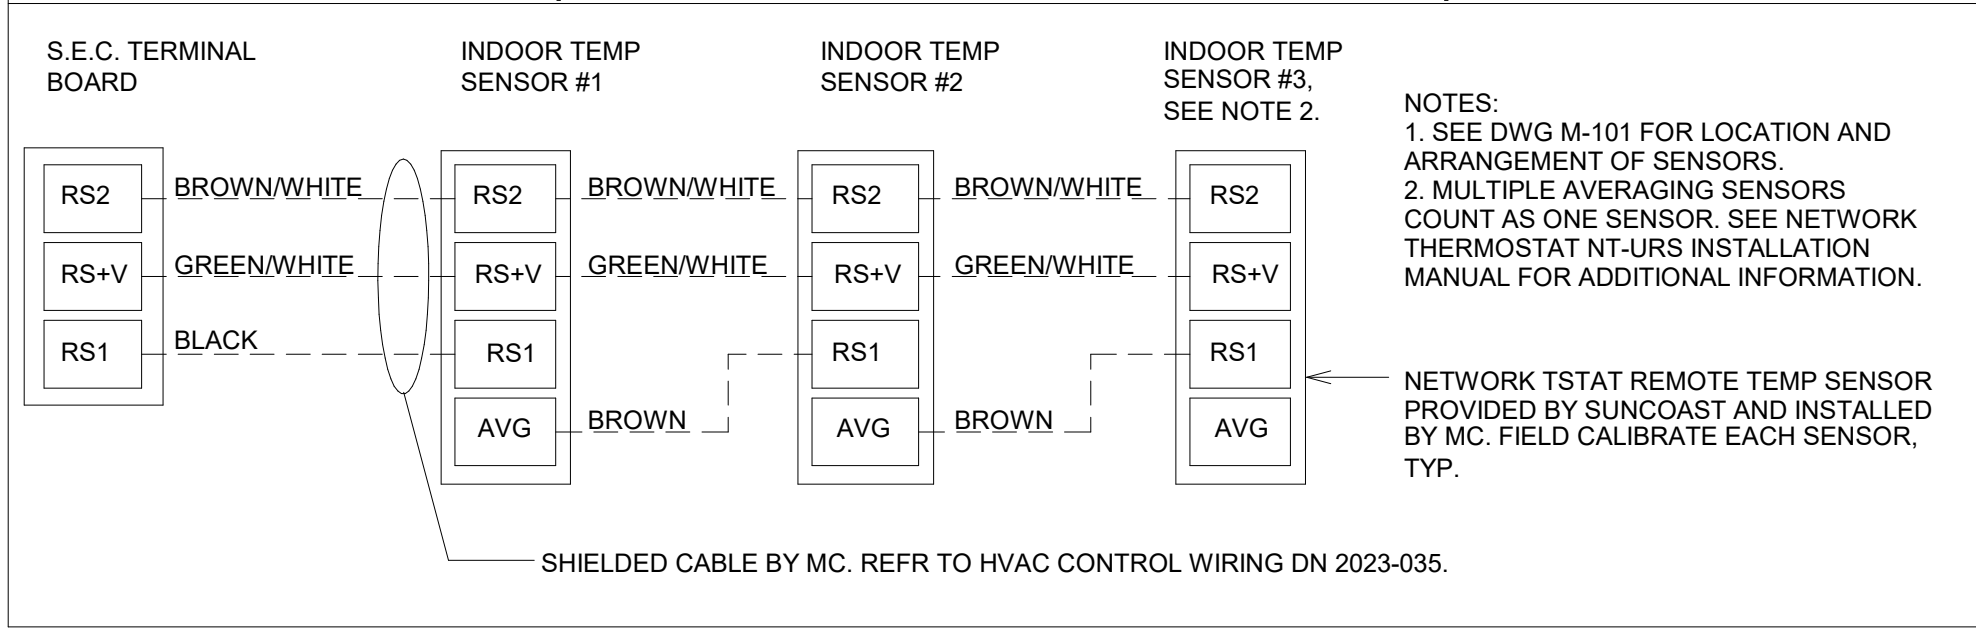 S.E.C. TERMINAL
BOARD
INDOOR TEMP
SENSOR #1
INDOOR TEMP
SENSOR #2
INDOOR TEMP
SENSOR #3,
SEE NOTE 2.
RS2
BROWN/WHITE
RS2
BROWN/WHITE
RS2
BROWN/WHITE
RS2
RS+V
GREEN/WHITE
RS+V
GREEN/WHITE
RS+V
GREEN/WHITE
RS+V
RS1
BLACK
RS1
RS1
RS1
AVG
BROWN
AVG
BROWN
AVG
NOTES:
1. SEE DWG M-101 FOR LOCATION AND
ARRANGEMENT OF SENSORS.
2. MULTIPLE AVERAGING SENSORS
COUNT AS ONE SENSOR. SEE NETWORK
THERMOSTAT NT-URS INSTALLATION
MANUAL FOR ADDITIONAL INFORMATION.
NETWORK TSTAT REMOTE TEMP SENSOR
PROVIDED BY SUNCOAST AND INSTALLED
BY MC. FIELD CALIBRATE EACH SENSOR,
TYP.
SHIELDED CABLE BY MC. REFR TO HVAC CONTROL WIRING DN 2023-035.